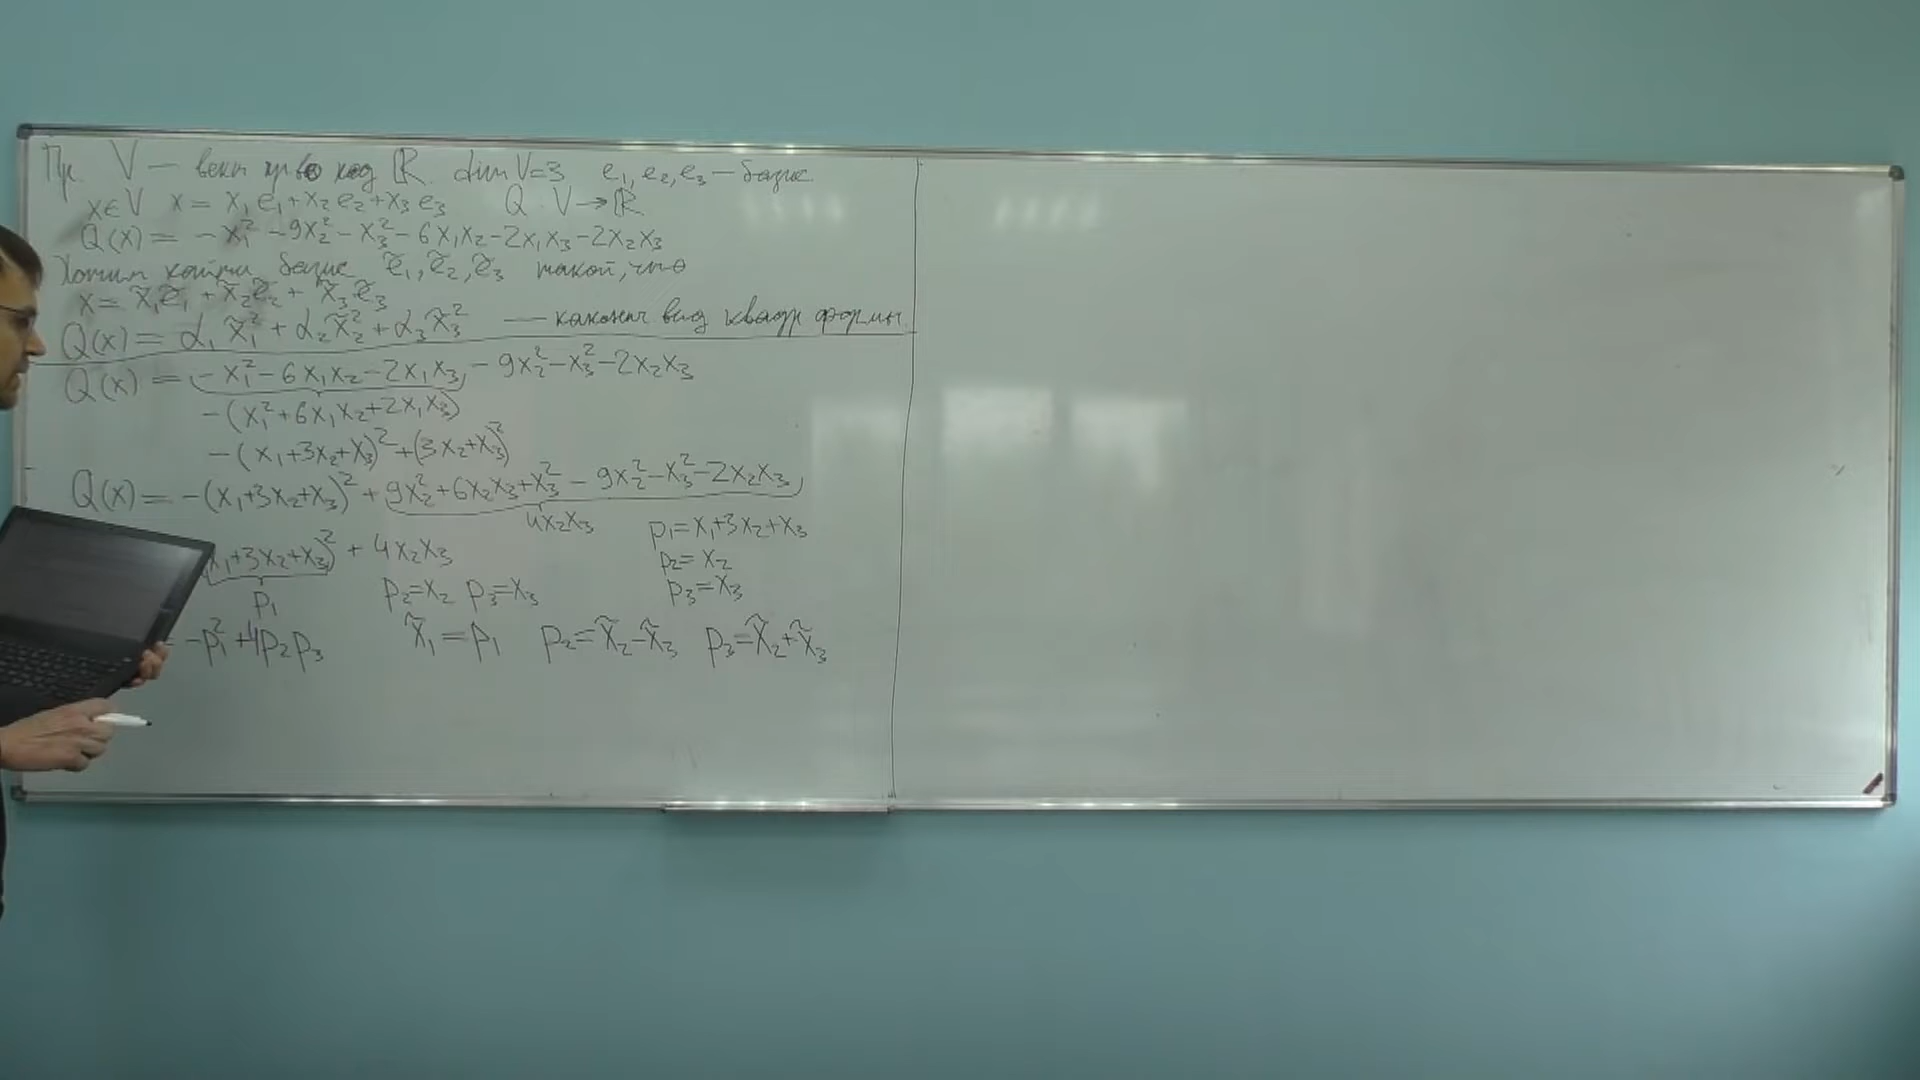 Пр. V — вект пр-во над ℝ. dim V=3 e₁, e₂, e₃ — базис.
x∈V x = x₁e₁+x₂e₂+x₃e₃ Q: V→ℝ
Q(x) = -x₁² - 9x₂² - x₃² - 6x₁x₂ - 2x₁x₃ - 2x₂x₃
Хотим найти базис ẽ₁, ẽ₂, ẽ₃ такой, что
x = x̃₁ẽ₁ + x̃₂ẽ₂ + x̃₃ẽ₃
Q(x) = α₁x̃₁² + α₂x̃₂² + α₃x̃₃² — канонич вид квадр формы.
Q(x) = -x₁² - 6x₁x₂ - 2x₁x₃ - 9x₂² - x₃² - 2x₂x₃
-(x₁²+6x₁x₂+2x₁x₃)
-(x₁+3x₂+x₃)² + (3x₂+x₃)²
Q(x) = -(x₁+3x₂+x₃)² + 9x₂²+6x₂x₃+x₃² - 9x₂² - x₃² - 2x₂x₃
4x₂x₃
p₁=x₁+3x₂+x₃
x₁+3x₂+x₃)² + 4x₂x₃
p₂=x₂
p₁
p₂=x₂ p₃=x₃
p₃=x₃
= -p₁² + 4p₂p₃ x̃₁=p₁ p₂=x̃₂-x̃₃ p₃=x̃₂+x̃₃